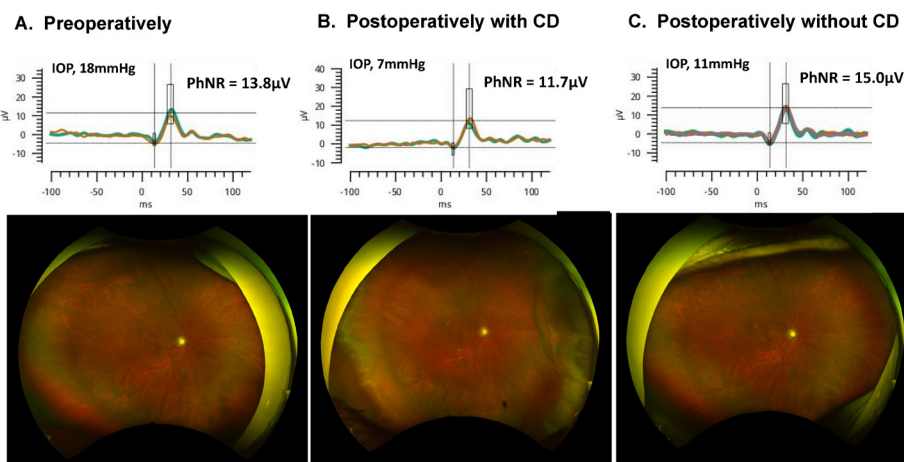 A. Preoperatively
B. Postoperatively with CD
C. Postoperatively without CD
IOP, 18mmHg
PhNR = 13.8µV
µV
30
20
10
0
-10
-100 -50 0 50 100
ms
IOP, 7mmHg
PhNR = 11.7µV
µV
40
30
20
10
0
-10
-100 -50 0 50 100
ms
IOP, 11mmHg
PhNR = 15.0µV
µV
30
20
10
0
-10
-100 -50 0 50 100
ms